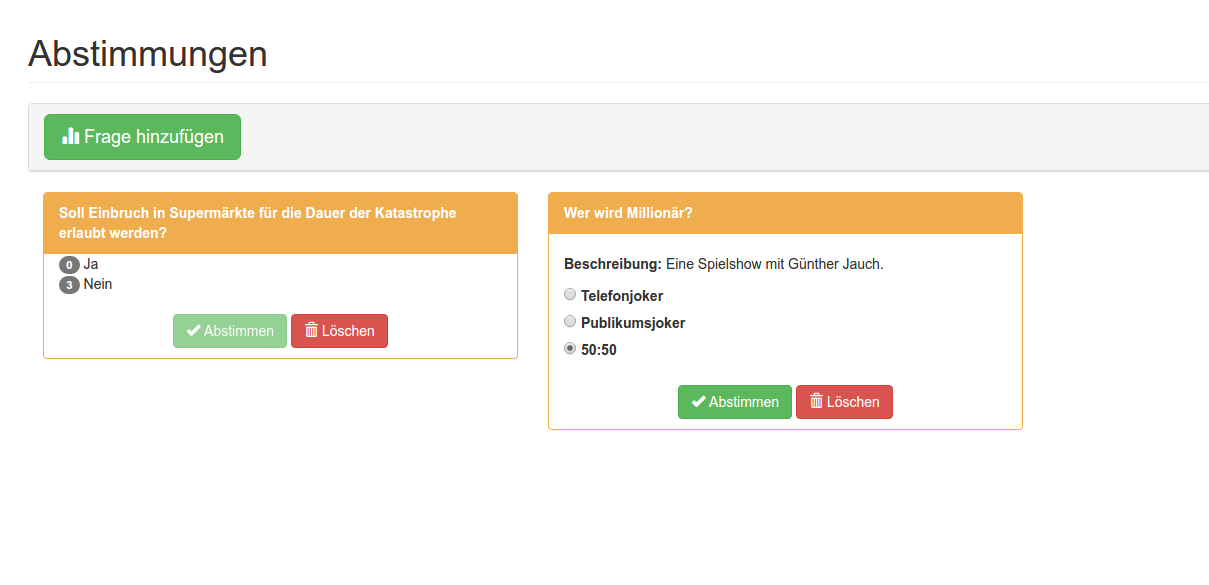 Abstimmungen
Frage hinzufügen
Soll Einbruch in Supermärkte für die Dauer der Katastrophe
erlaubt werden?
0 Ja
3 Nein
Abstimmen Löschen
Wer wird Millionär?
Beschreibung: Eine Spielshow mit Günther Jauch.
Telefonjoker
Publikumsjoker
50:50
Abstimmen Löschen